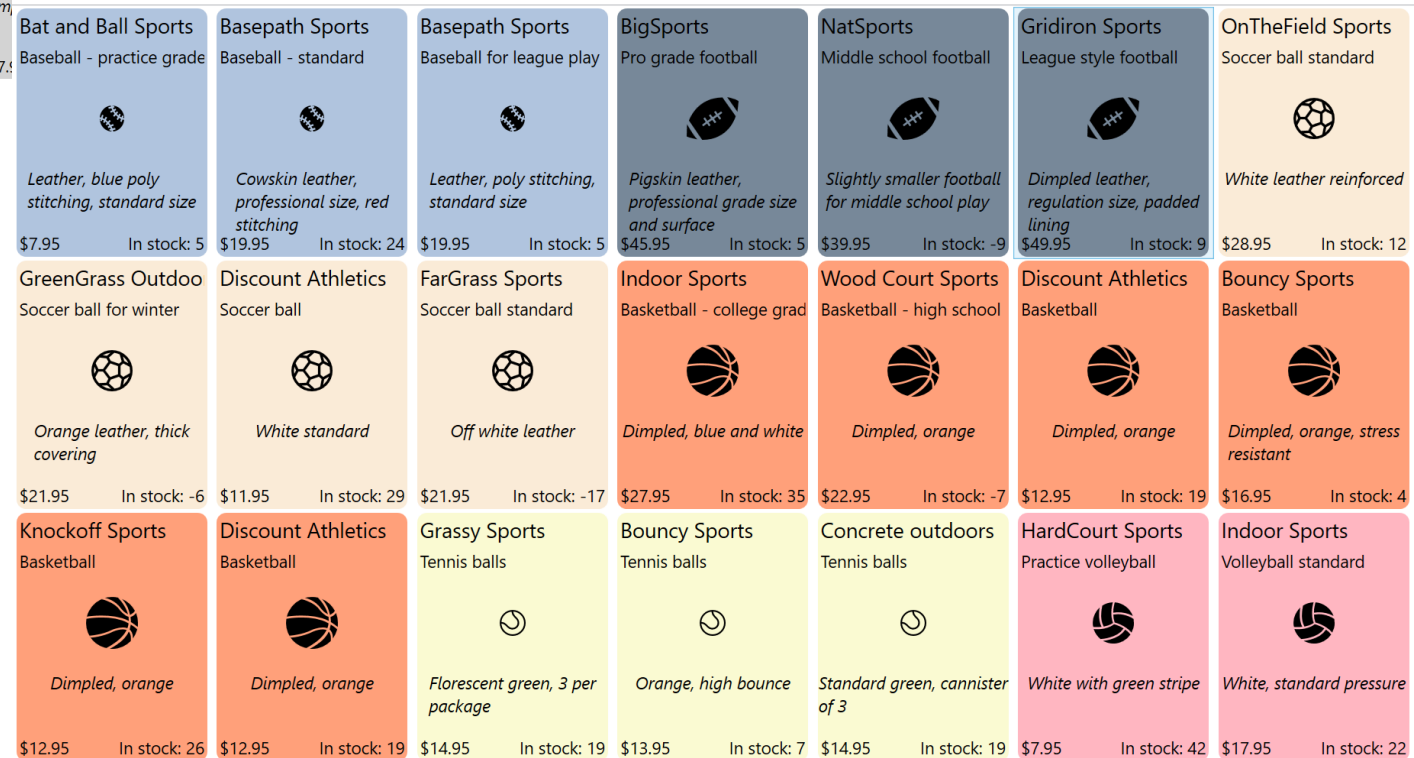 Bat and Ball Sports
Baseball - practice grade
Leather, blue poly
stitching, standard size
$7.95 In stock: 5
Basepath Sports
Baseball - standard
Cowskin leather,
professional size, red
stitching
$19.95 In stock: 24
Basepath Sports
Baseball for league play
Leather, poly stitching,
standard size
$19.95 In stock: 5
BigSports
Pro grade football
Pigskin leather,
professional grade size
and surface
$45.95 In stock: 5
NatSports
Middle school football
Slightly smaller football
for middle school play
$39.95 In stock: -9
Gridiron Sports
League style football
Dimpled leather,
regulation size, padded
lining
$49.95 In stock: 9
OnTheField Sports
Soccer ball standard
White leather reinforced
$28.95 In stock: 12
GreenGrass Outdoo
Soccer ball for winter
Orange leather, thick
covering
$21.95 In stock: -6
Discount Athletics
Soccer ball
White standard
$11.95 In stock: 29
FarGrass Sports
Soccer ball standard
Off white leather
$21.95 In stock: -17
Indoor Sports
Basketball - college grad
Dimpled, blue and white
$27.95 In stock: 35
Wood Court Sports
Basketball - high school
Dimpled, orange
$22.95 In stock: -7
Discount Athletics
Basketball
Dimpled, orange
$12.95 In stock: 19
Bouncy Sports
Basketball
Dimpled, orange, stress
resistant
$16.95 In stock: 4
Knockoff Sports
Basketball
Dimpled, orange
$12.95 In stock: 26
Discount Athletics
Basketball
Dimpled, orange
$12.95 In stock: 19
Grassy Sports
Tennis balls
Florescent green, 3 per
package
$14.95 In stock: 19
Bouncy Sports
Tennis balls
Orange, high bounce
$13.95 In stock: 7
Concrete outdoors
Tennis balls
Standard green, cannister
of 3
$14.95 In stock: 19
HardCourt Sports
Practice volleyball
White with green stripe
$7.95 In stock: 42
Indoor Sports
Volleyball standard
White, standard pressure
$17.95 In stock: 22